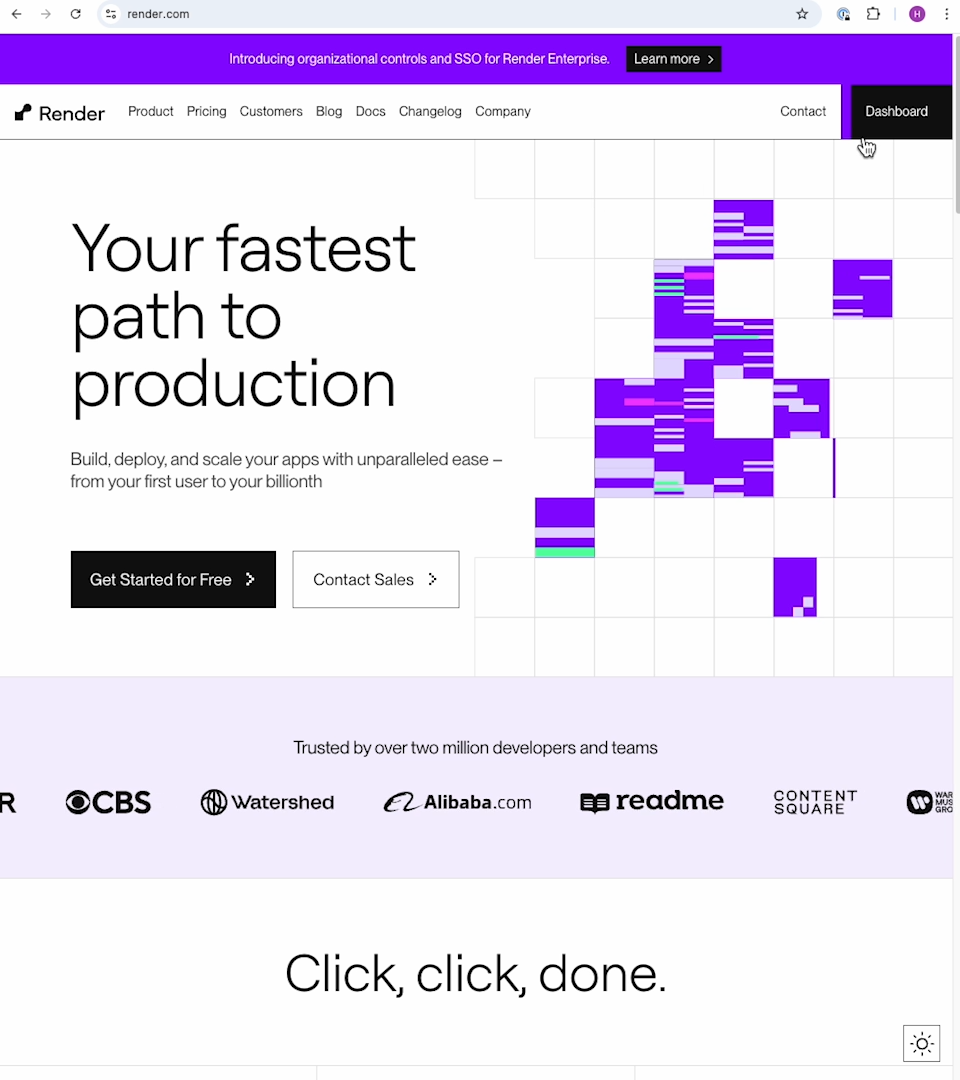 render.com
H
Introducing organizational controls and SSO for Render Enterprise. Learn more
Render Product Pricing Customers Blog Docs Changelog Company Contact Dashboard
Your fastest
path to
production
Build, deploy, and scale your apps with unparalleled ease –
from your first user to your billionth
Get Started for Free
Contact Sales
Trusted by over two million developers and teams
R CBS Watershed Alibaba.com readme CONTENT SQUARE
Click, click, done.